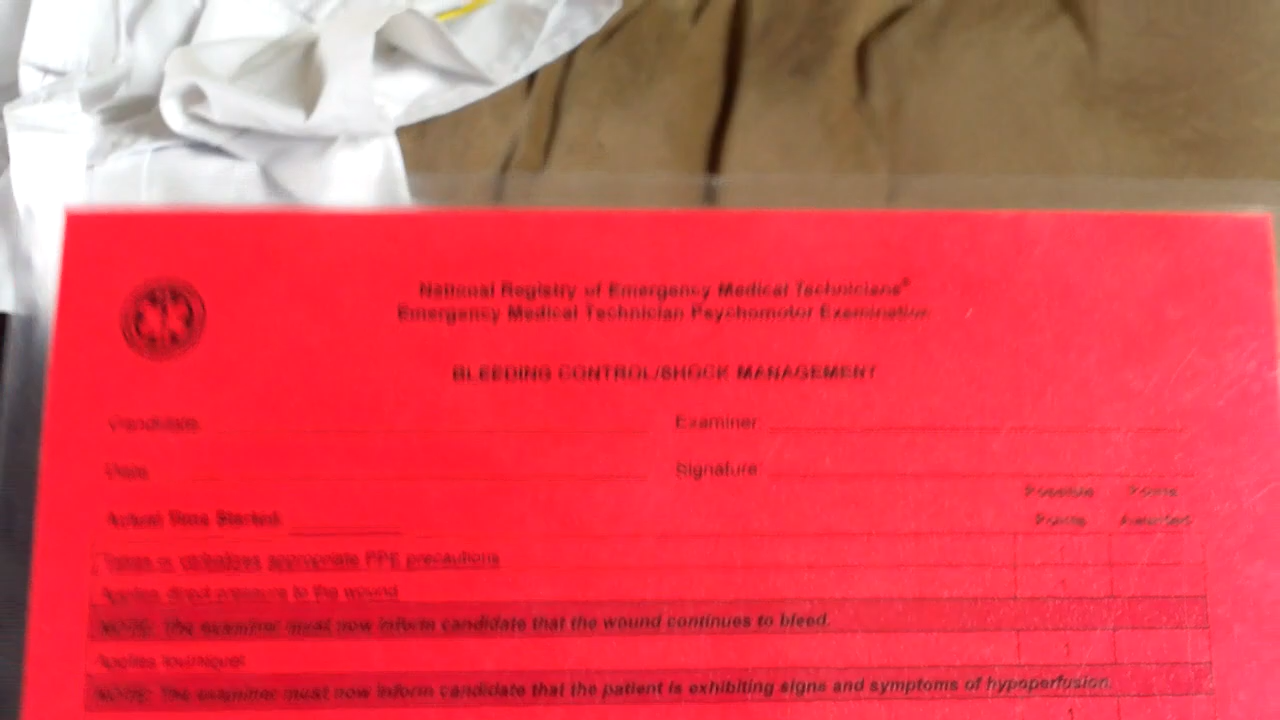 National Registry of Emergency Medical Technicians®
Emergency Medical Technician Psychomotor Examination
BLEEDING CONTROL/SHOCK MANAGEMENT
Candidate: Examiner:
Date: Signature:
Possible Points
Actual Time Started: Points Awarded
Takes or verbalizes appropriate PPE precautions
Applies direct pressure to the wound 1
NOTE: The examiner must now inform candidate that the wound continues to bleed.
Applies tourniquet 1
NOTE: The examiner must now inform candidate that the patient is exhibiting signs and symptoms of hypoperfusion.